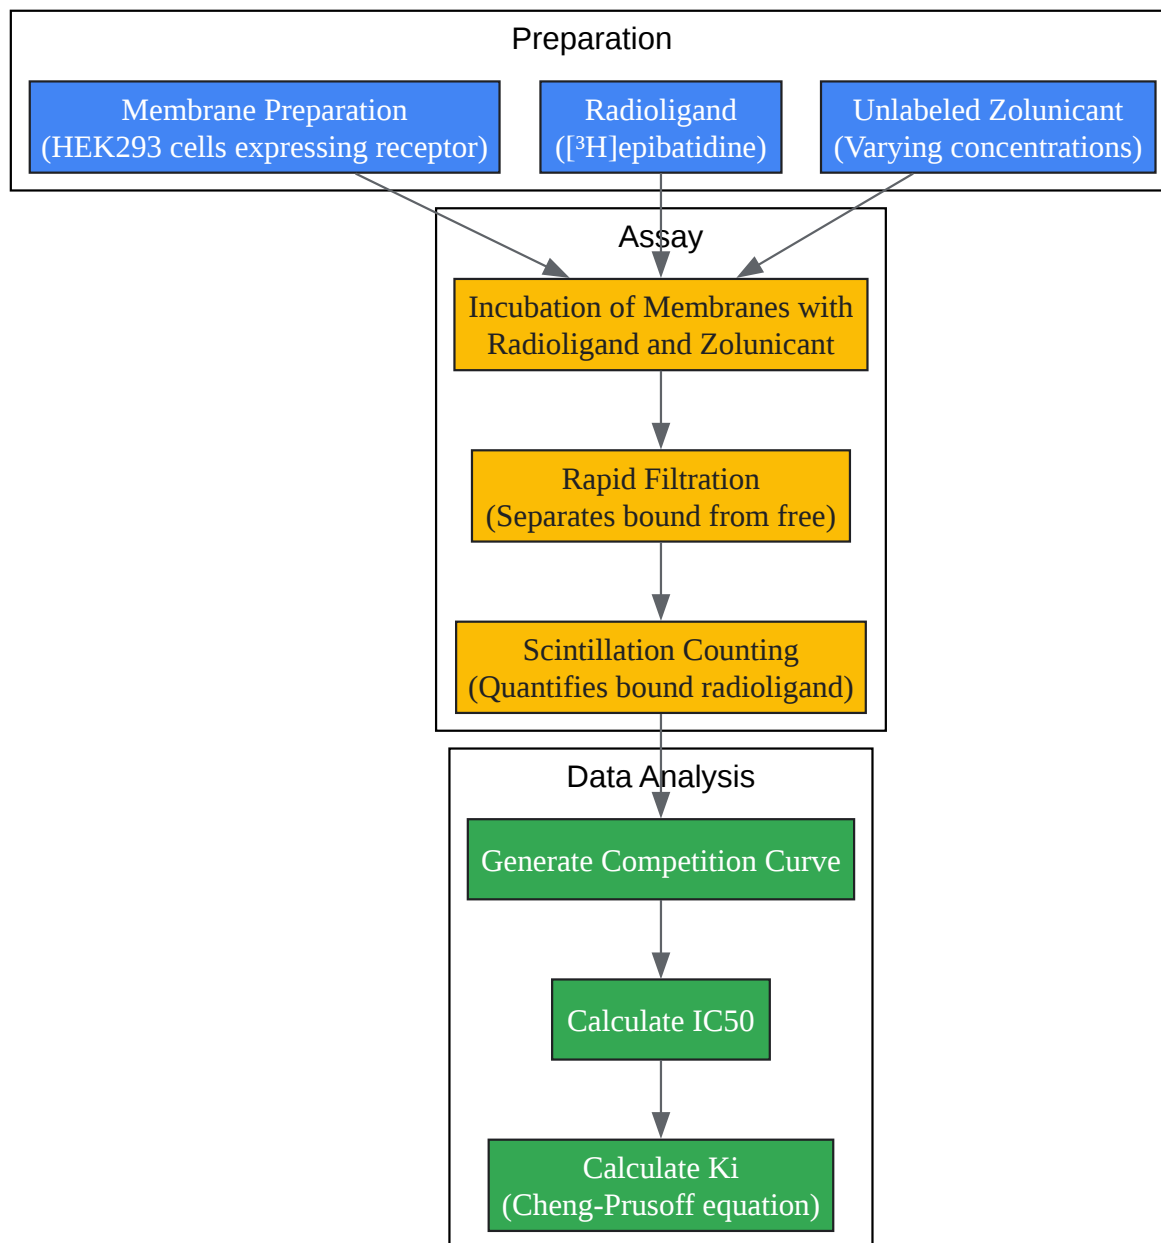 Preparation
Membrane Preparation
(HEK293 cells expressing receptor)
Radioligand
([³H]epibatidine)
Unlabeled Zolunicant
(Varying concentrations)
Assay
Incubation of Membranes with
Radioligand and Zolunicant
Rapid Filtration
(Separates bound from free)
Scintillation Counting
(Quantifies bound radioligand)
Data Analysis
Generate Competition Curve
Calculate IC50
Calculate Ki
(Cheng-Prusoff equation)